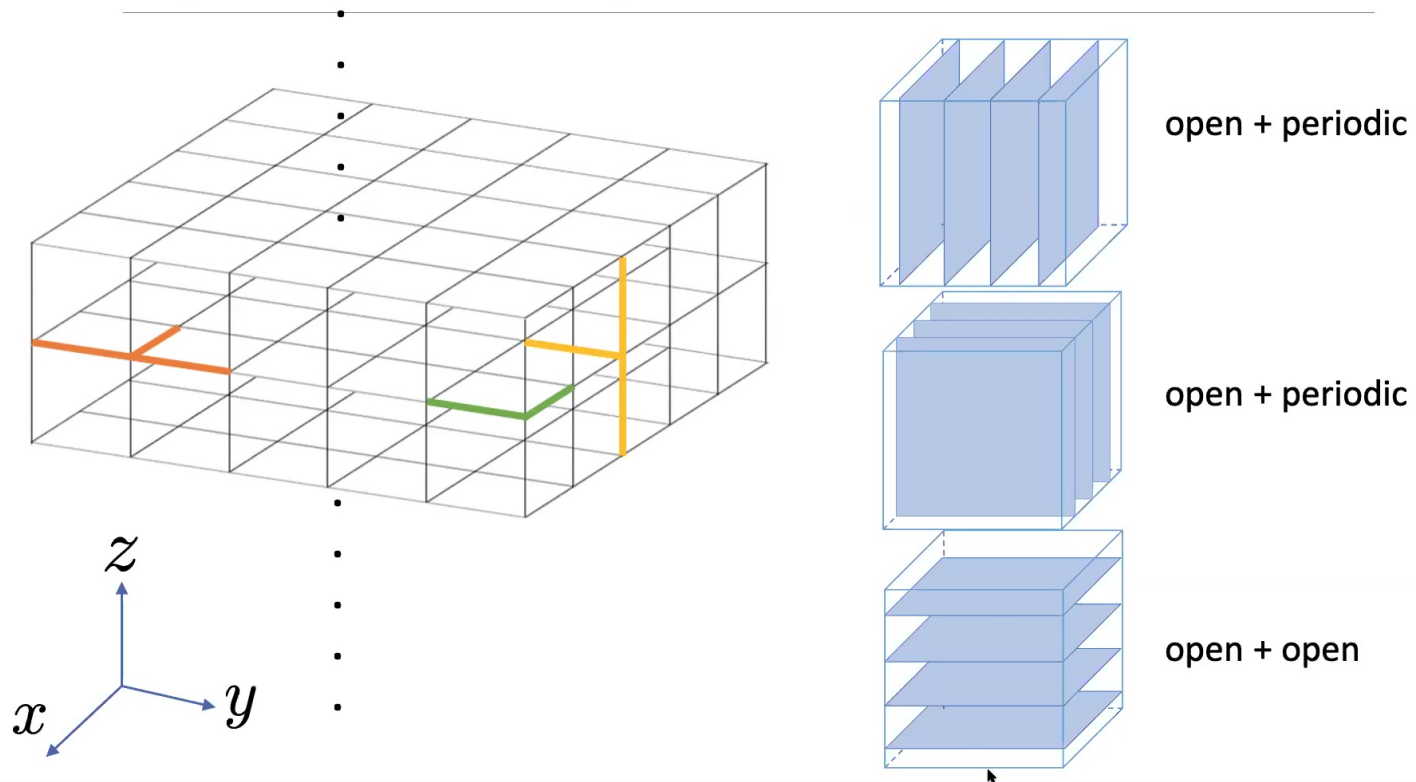 open + periodic
open + periodic
open + open
z
y
x